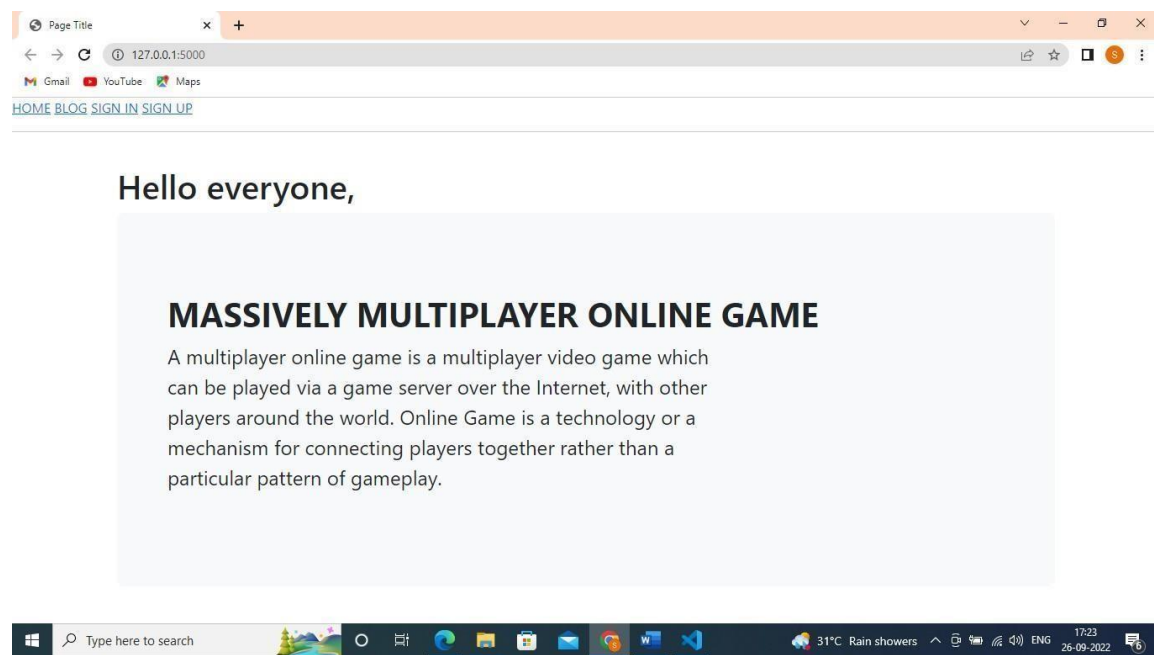 Page Title
127.0.0.1:5000
S
Gmail YouTube Maps
HOME BLOG SIGN IN SIGN UP
Hello everyone,
MASSIVELY MULTIPLAYER ONLINE GAME
A multiplayer online game is a multiplayer video game which
can be played via a game server over the Internet, with other
players around the world. Online Game is a technology or a
mechanism for connecting players together rather than a
particular pattern of gameplay.
Type here to search
31°C Rain showers
ENG
17:23
26-09-2022
6